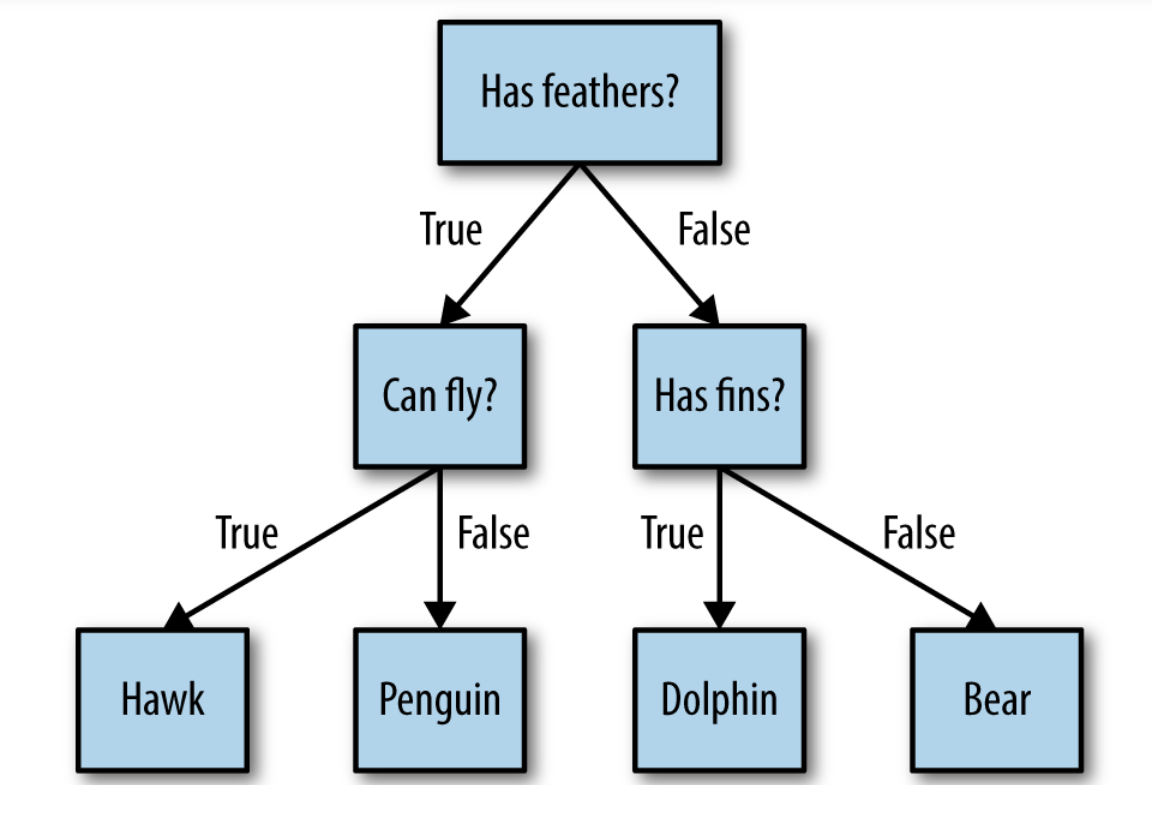 Has feathers?
True
False
Can fly?
Has fins?
True
False
True
False
Hawk
Penguin
Dolphin
Bear